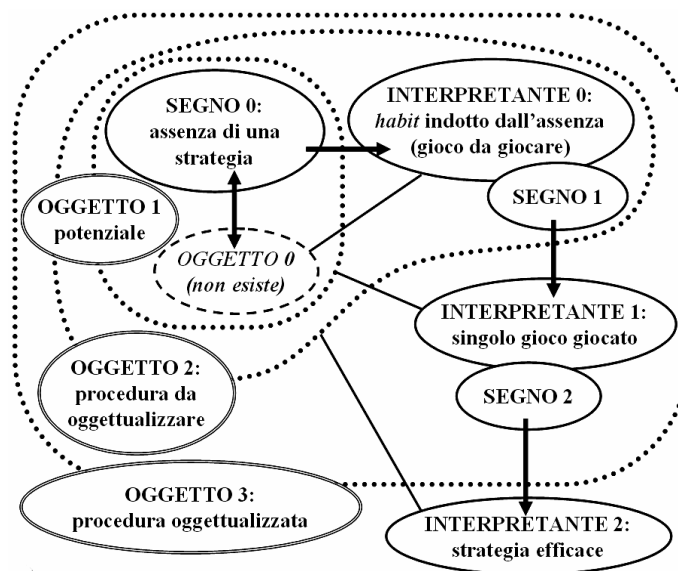 SEGNO 0:
assenza di una
strategia
INTERPRETANTE 0:
habit indotto dall'assenza
(gioco da giocare)
SEGNO 1
OGGETTO 1
potenziale
OGGETTO 0
(non esiste)
INTERPRETANTE 1:
singolo gioco giocato
OGGETTO 2:
procedura da
oggettualizzare
SEGNO 2
OGGETTO 3:
procedura oggettualizzata
INTERPRETANTE 2:
strategia efficace